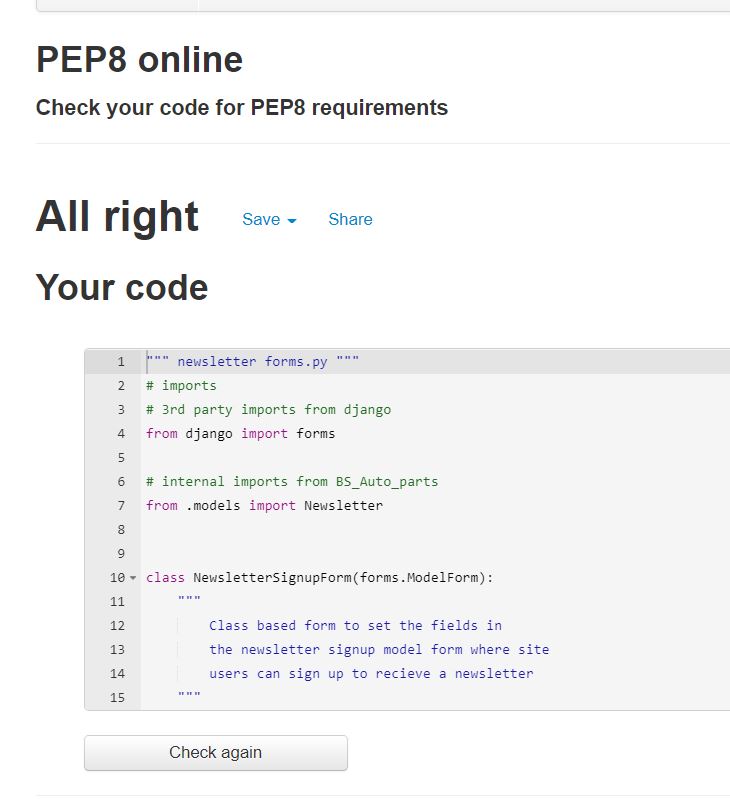 PEP8 online
Check your code for PEP8 requirements
All right Save Share
Your code
1 """ newsletter forms.py """
2 # imports
3 # 3rd party imports from django
4 from django import forms
5
6 # internal imports from BS_Auto_parts
7 from .models import Newsletter
8
9
10 class NewsletterSignupForm(forms.ModelForm):
11 """
12 Class based form to set the fields in
13 the newsletter signup model form where site
14 users can sign up to recieve a newsletter
15 """
Check again